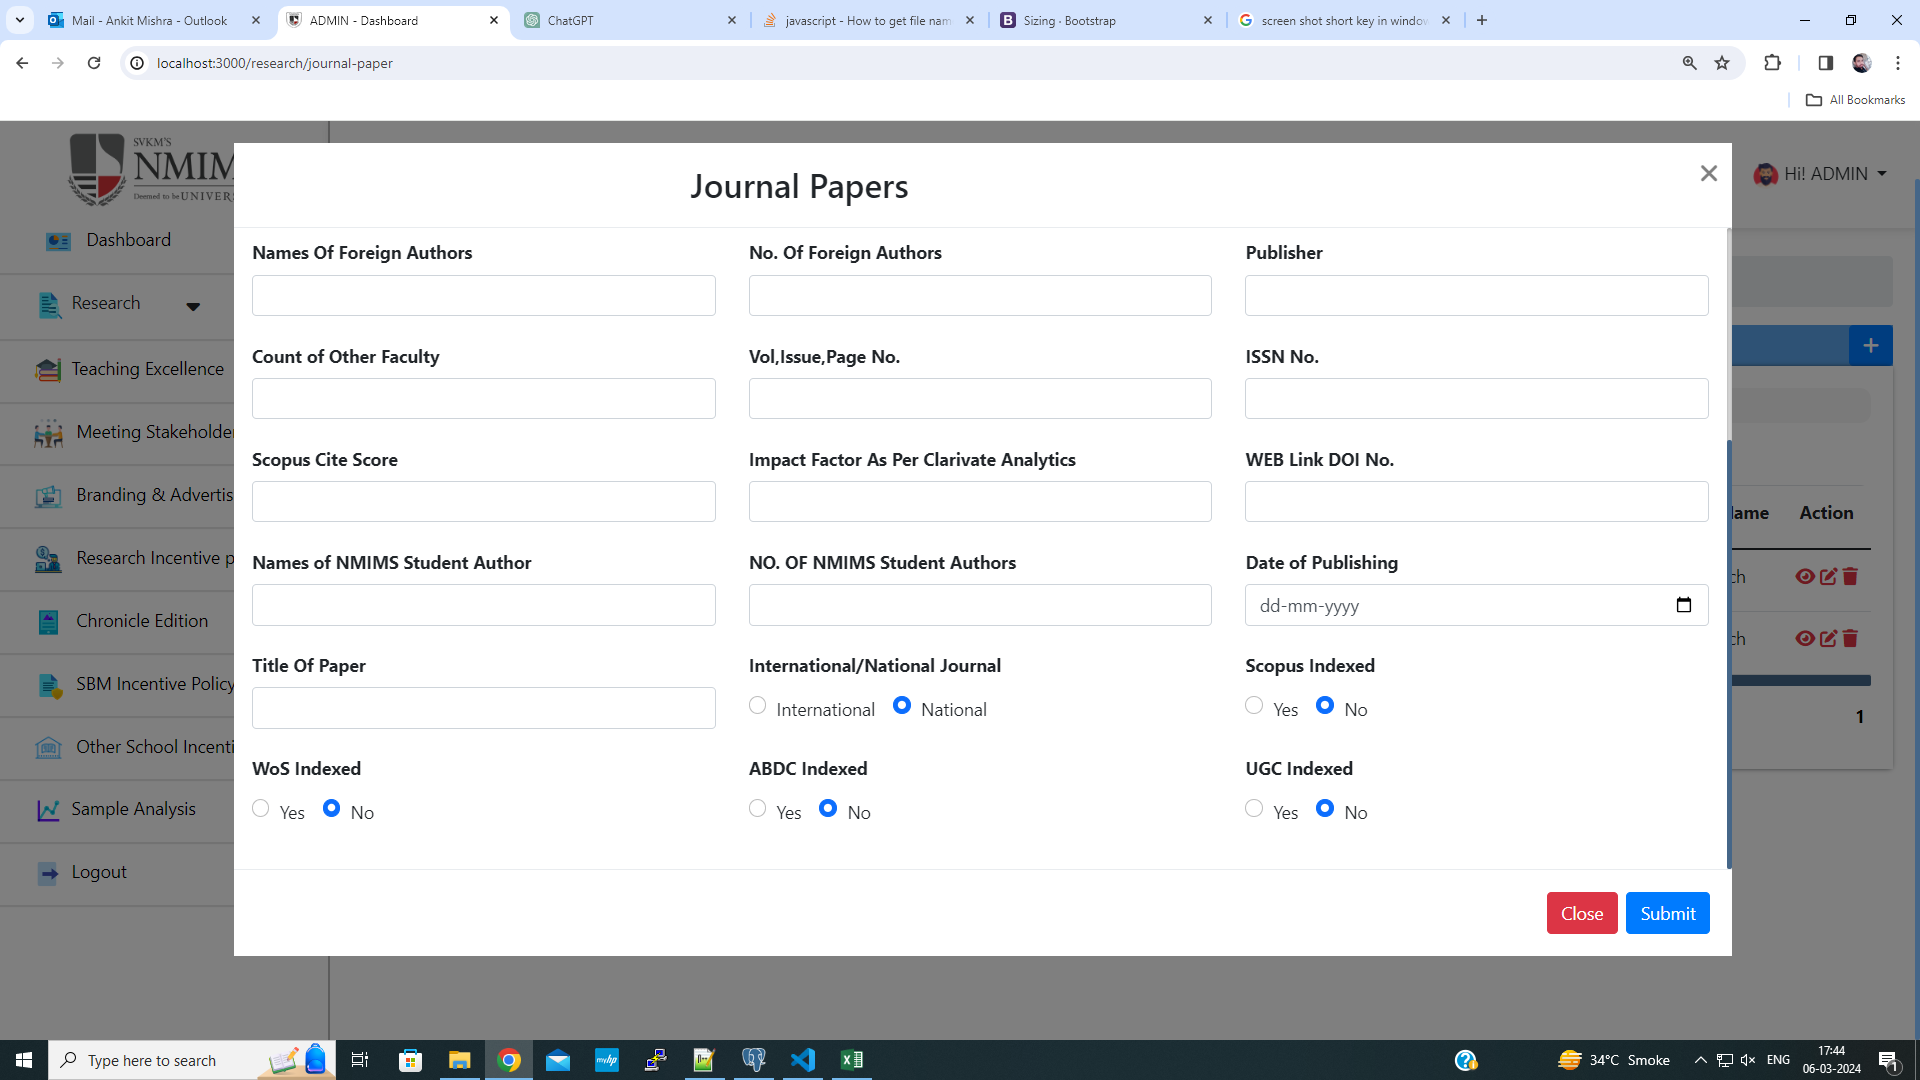 Mail - Ankit Mishra - Outlook
ADMIN - Dashboard
ChatGPT
javascript - How to get file nam
Sizing · Bootstrap
screen shot short key in window
localhost:3000/research/journal-paper
All Bookmarks
SVKM'S
NMIM
Deemed to be UNIVERS
Hi! ADMIN
Journal Papers
Dashboard
Research
Teaching Excellence
Meeting Stakeholde
Branding & Advertis
Research Incentive p
Chronicle Edition
SBM Incentive Policy
Other School Incenti
Sample Analysis
Logout
Names Of Foreign Authors
No. Of Foreign Authors
Publisher
Count of Other Faculty
Vol,Issue,Page No.
ISSN No.
Scopus Cite Score
Impact Factor As Per Clarivate Analytics
WEB Link DOI No.
Names of NMIMS Student Author
NO. OF NMIMS Student Authors
Date of Publishing
dd-mm-yyyy
Title Of Paper
International/National Journal
International National
Scopus Indexed
Yes No
WoS Indexed
Yes No
ABDC Indexed
Yes No
UGC Indexed
Yes No
Close Submit
Name Action
ch
ch
1
Type here to search
myhp
34°C Smoke
ENG
17:44
06-03-2024
1